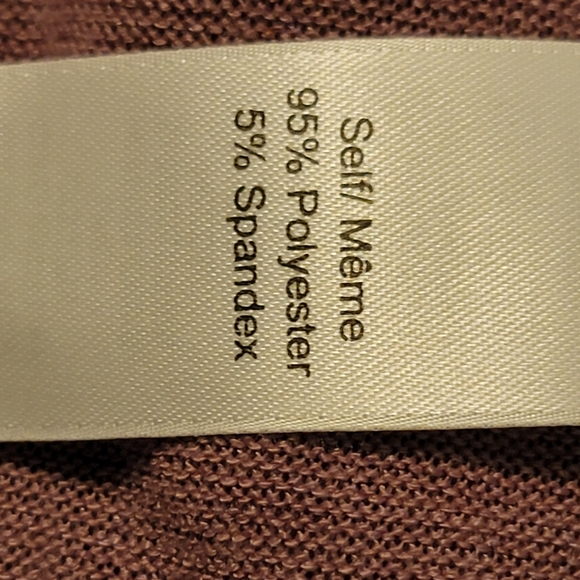 Self/ Même
95% Polyester
5% Spandex